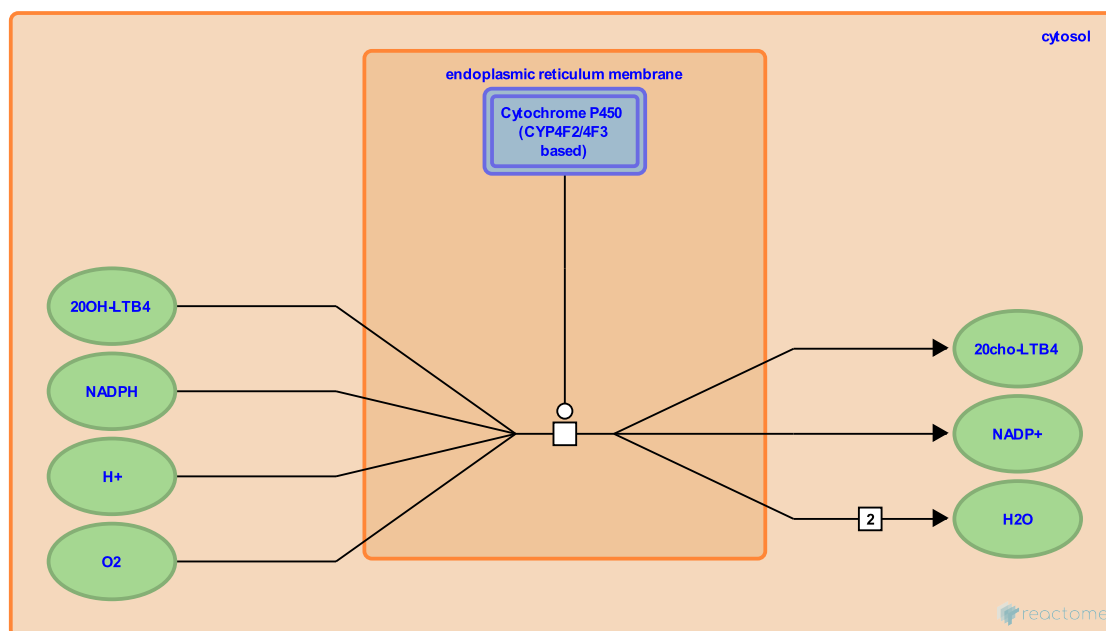 cytosol
endoplasmic reticulum membrane
Cytochrome P450
(CYP4F2/4F3
based)
20OH-LTB4
NADPH
H+
O2
20cho-LTB4
NADP+
2
H2O
reactome